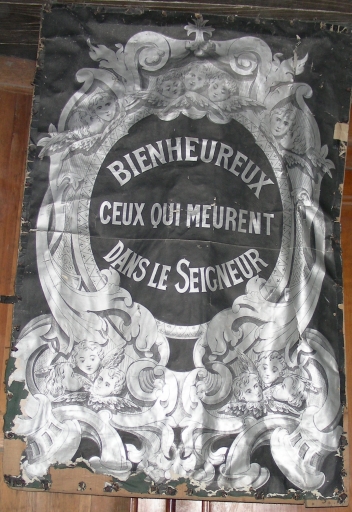 BIENHEUREUX
CEUX QUI MEURENT
DANS LE SEIGNEUR